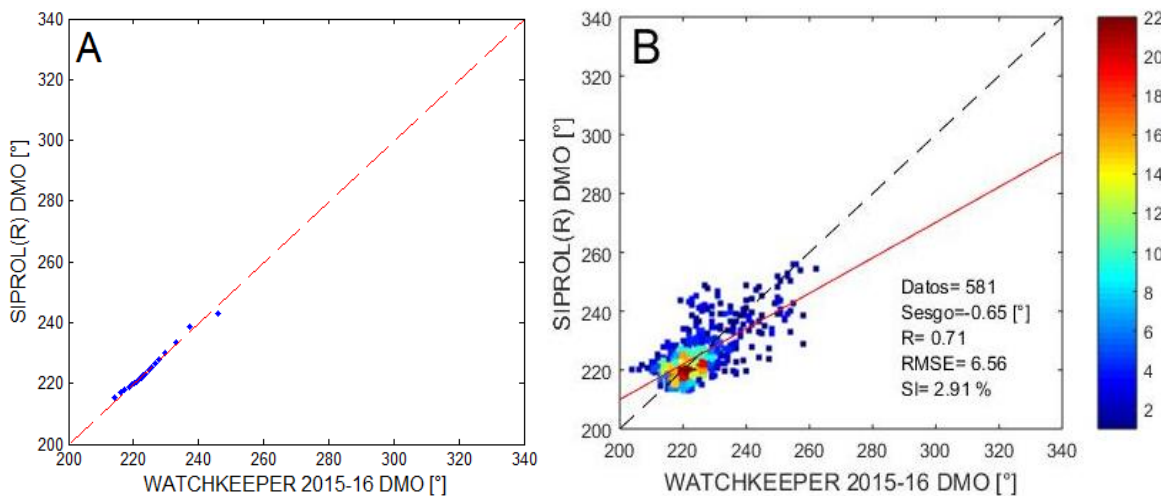 A
SIPROL(R) DMO [°]
340
320
300
280
260
240
220
200
200 220 240 260 280 300 320 340
WATCHKEEPER 2015-16 DMO [°]
B
SIPROL(R) DMO [°]
340
320
300
280
260
240
220
200
Datos= 581
Sesgo=-0.65 [°]
R= 0.71
RMSE= 6.56
SI= 2.91 %
200 220 240 260 280 300 320 340
WATCHKEEPER 2015-16 DMO [°]
22
20
18
16
14
12
10
8
6
4
2